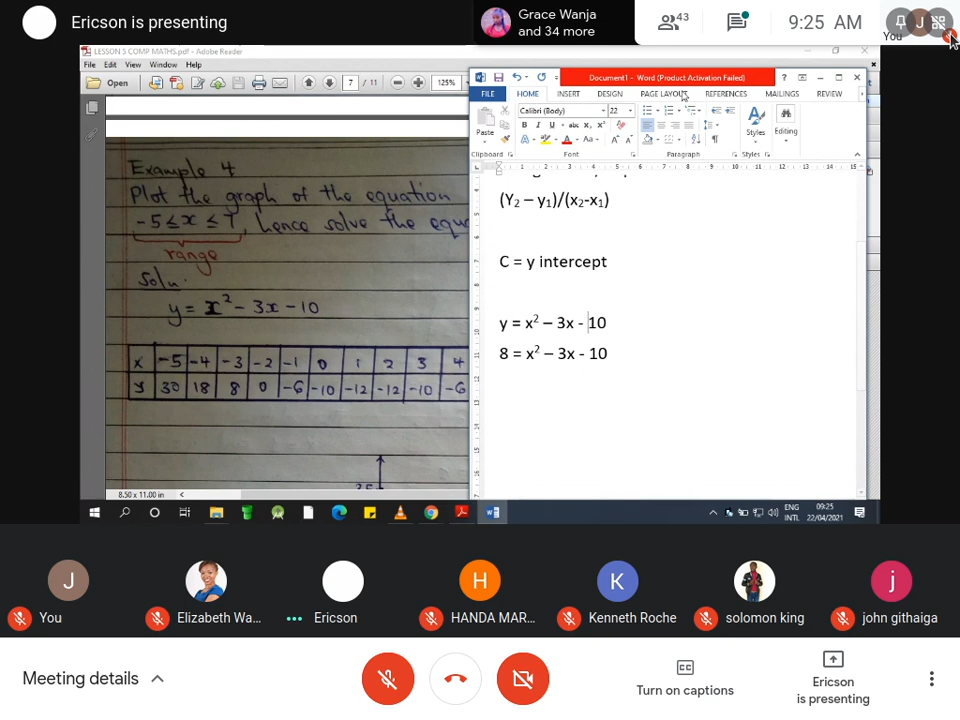 Ericson is presenting
Grace Wanja
and 34 more
43
9:25 AM
J
You
LESSON 5 COMP MATHS.pdf - Adobe Reader
File Edit View Window Help
Open
7 / 11
125%
Document1 - Word (Product Activation Failed)
FILE HOME INSERT DESIGN PAGE LAYOUT REFERENCES MAILINGS REVIEW
Calibri (Body) 22
Paste
B I U abc X₂ X²
Styles
Editing
Clipboard Font Paragraph Styles
Example 4
Plot the graph of the equation
-5 ≤ x ≤ 7, hence solve the equa
range
Soln.
y = x² - 3x - 10
x -5 -4 -3 -2 -1 0 1 2 3 4
y 30 18 8 0 -6 -10 -12 -12 -10 -6
8.50 x 11.00 in
(Y₂ – y₁)/(x₂-x₁)
C = y intercept
y = x² – 3x - 10
8 = x² – 3x - 10
ENG
INTL
09:25
22/04/2021
J
You
Elizabeth Wa...
Ericson
H
HANDA MAR...
K
Kenneth Roche
solomon king
j
john githaiga
Meeting details
Turn on captions
Ericson
is presenting